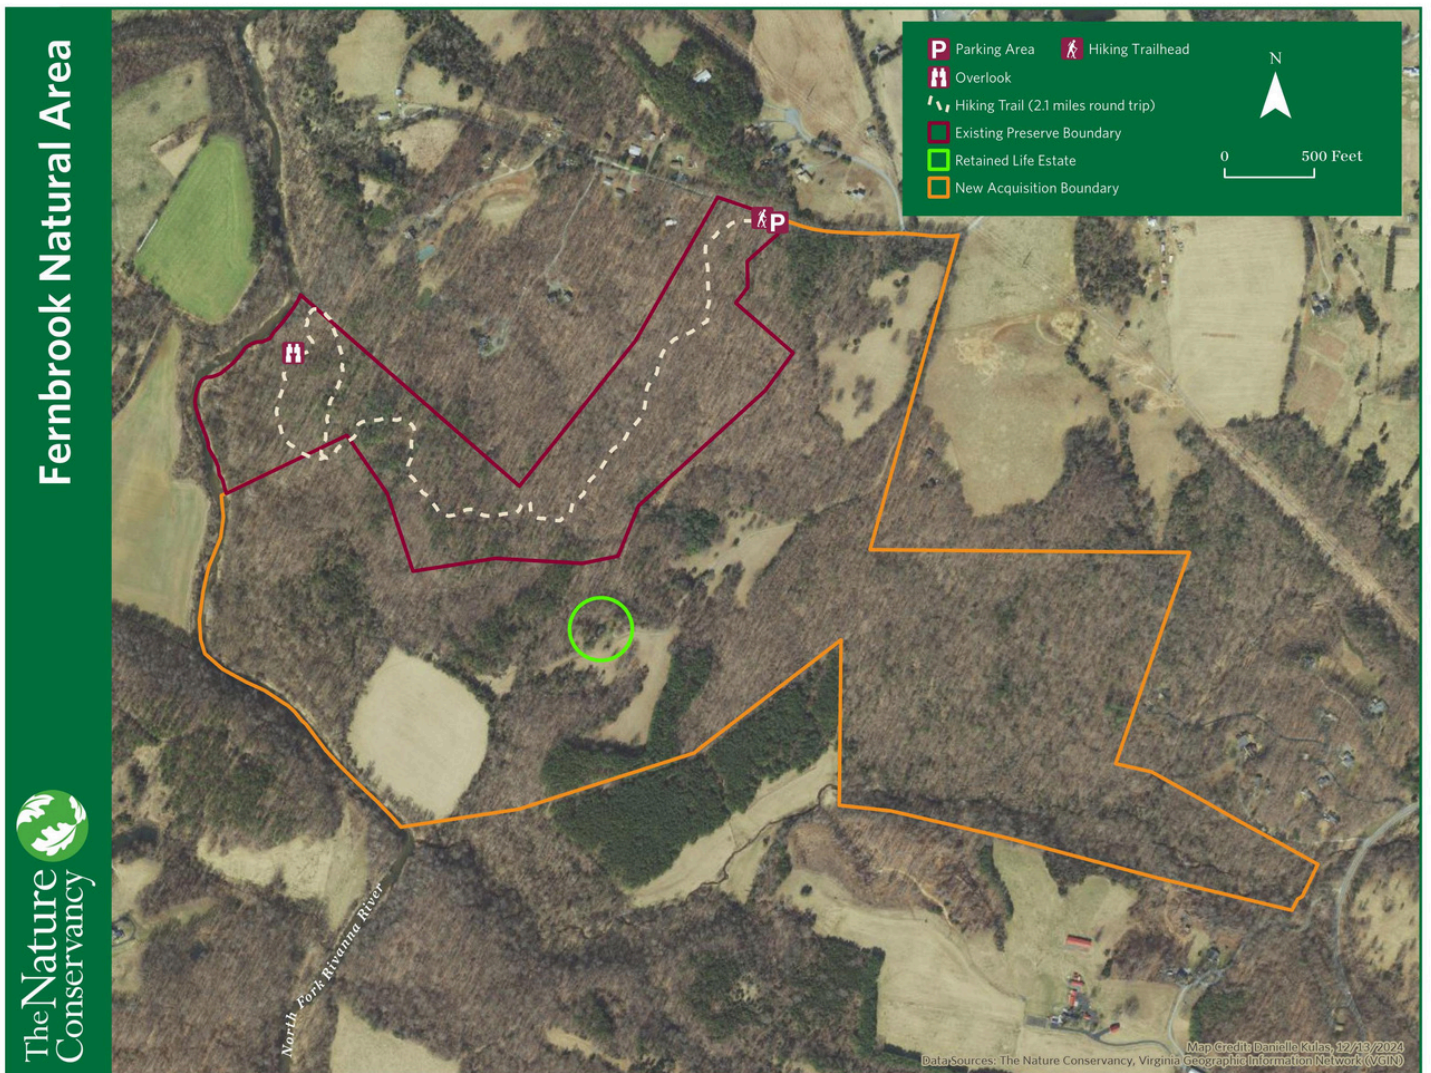 Fernbrook Natural Area
The Nature
Conservancy
P Parking Area
Hiking Trailhead
Overlook
Hiking Trail (2.1 miles round trip)
Existing Preserve Boundary
Retained Life Estate
New Acquisition Boundary
N
0 500 Feet
P
North Fork Rivanna River
Map Credit: Danielle Kulas, 12/13/2024
Data Sources: The Nature Conservancy, Virginia Geographic Information Network (VGIN)